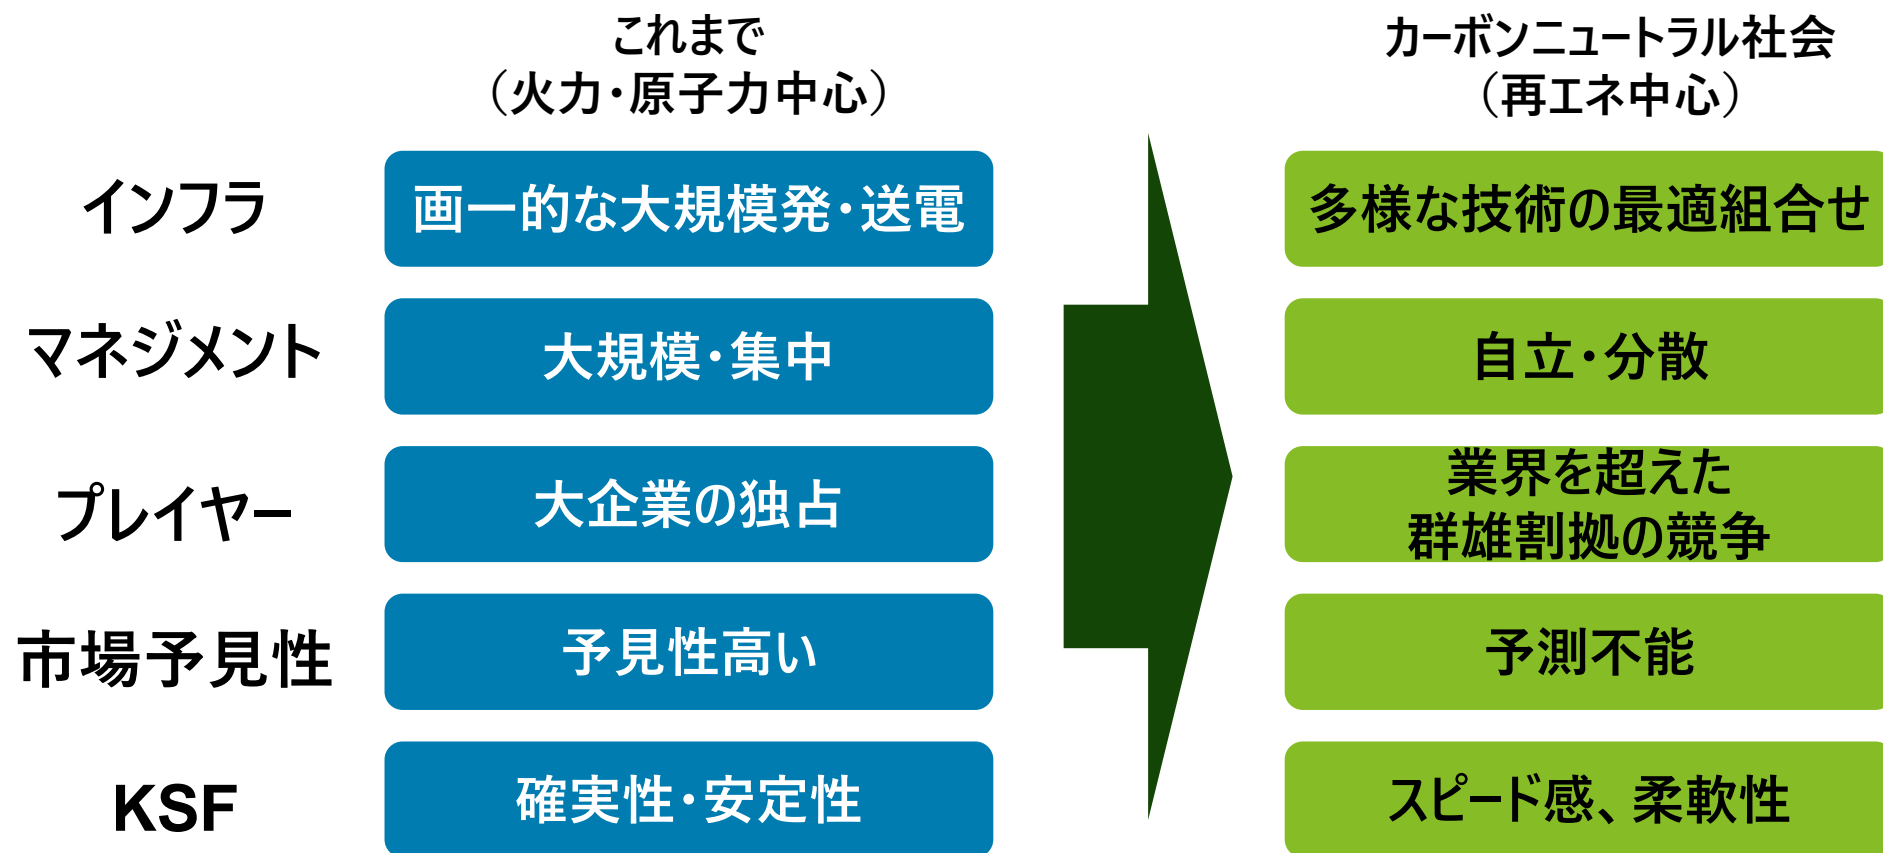 これまで
（火力・原子力中心）
カーボンニュートラル社会
（再エネ中心）
インフラ
画一的な大規模発・送電
多様な技術の最適組合せ
マネジメント
大規模・集中
自立・分散
プレイヤー
大企業の独占
業界を超えた
群雄割拠の競争
市場予見性
予見性高い
予測不能
KSF
確実性・安定性
スピード感、柔軟性